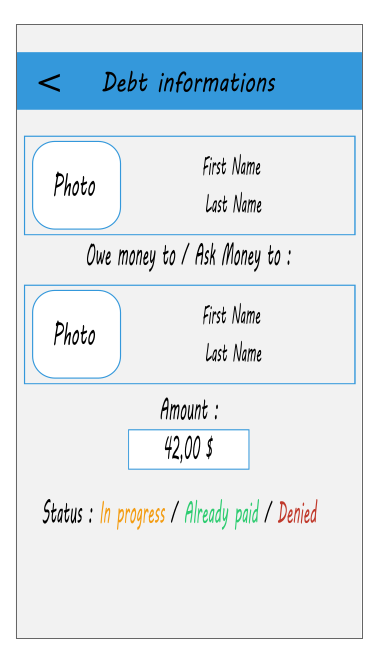 < Debt informations
Photo
First Name
Last Name
Owe money to / Ask Money to :
Photo
First Name
Last Name
Amount :
42,00 $
Status : In progress / Already paid / Denied